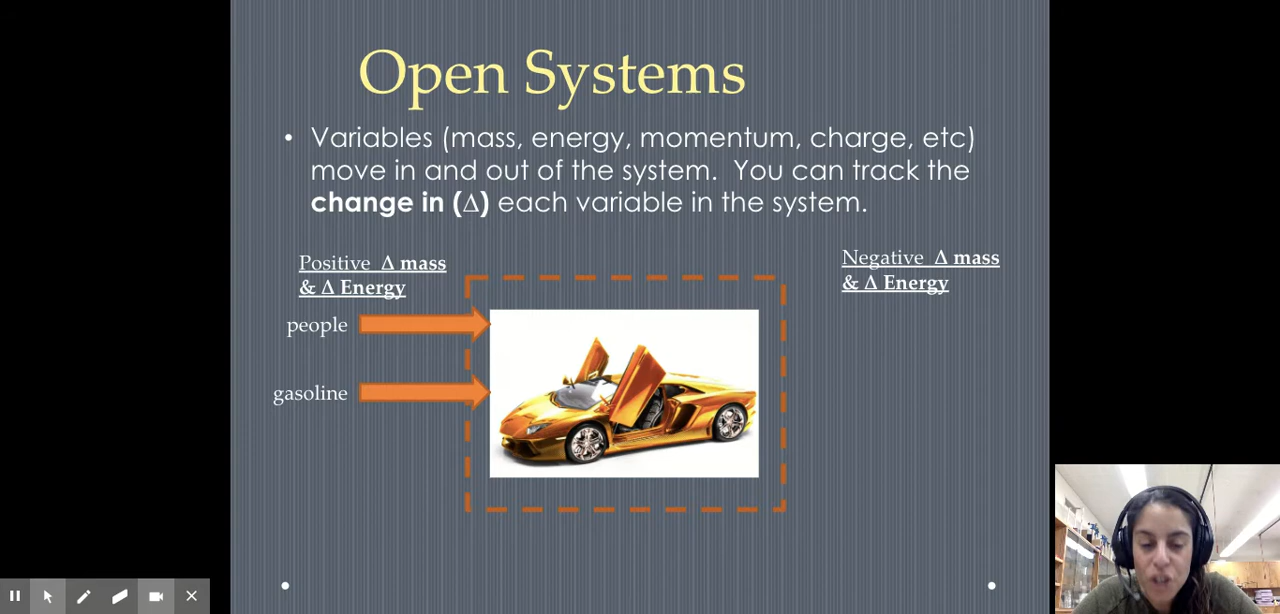 Open Systems
• Variables (mass, energy, momentum, charge, etc)
move in and out of the system.  You can track the
change in (Δ) each variable in the system.
Positive  Δ mass
& Δ Energy
people
gasoline
Negative  Δ mass
& Δ Energy